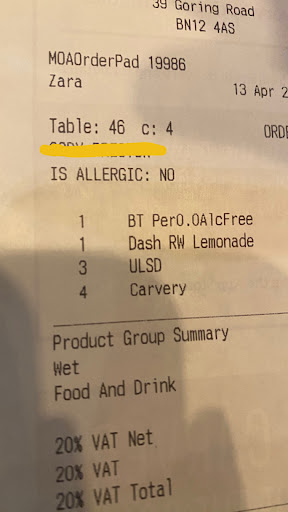 39 Goring Road
BN12 4AS
MOAOrderPad 19986
Zara
13 Apr 2
Table: 46 c: 4
ORDE
IS ALLERGIC: NO
1 BT Per0.0AlcFree
1 Dash RW Lemonade
3 ULSD
4 Carvery
Product Group Summary
Wet
Food And Drink
20% VAT Net
20% VAT
20% VAT Total